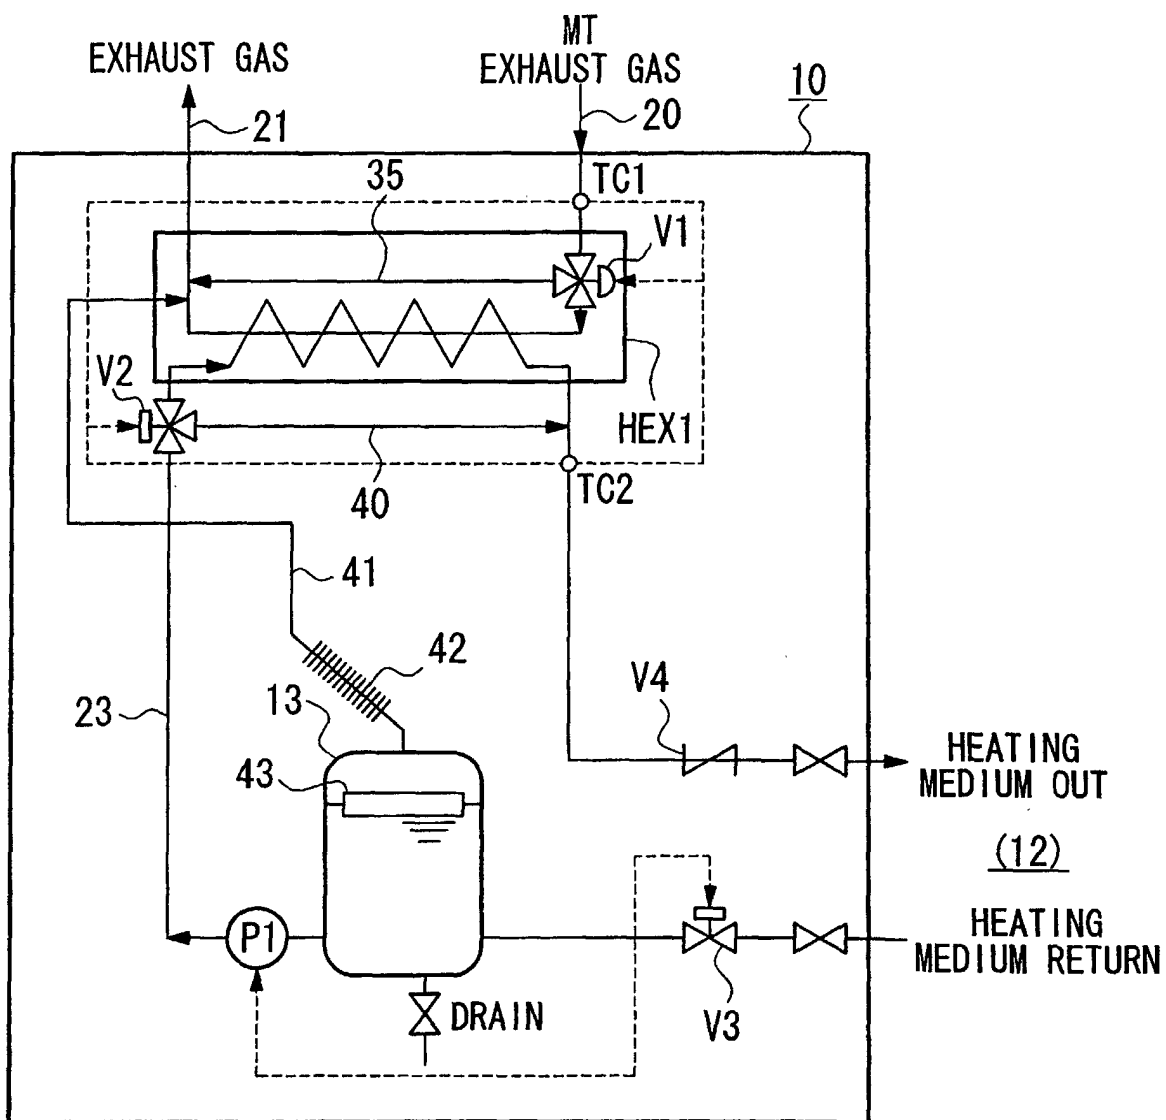 MT
EXHAUST GAS
EXHAUST GAS
10
21
20
TC1
35
V1
V2
HEX1
40
TC2
41
42
V4
13
23
43
HEATING
MEDIUM OUT
(12)
P1
HEATING
MEDIUM RETURN
DRAIN
V3